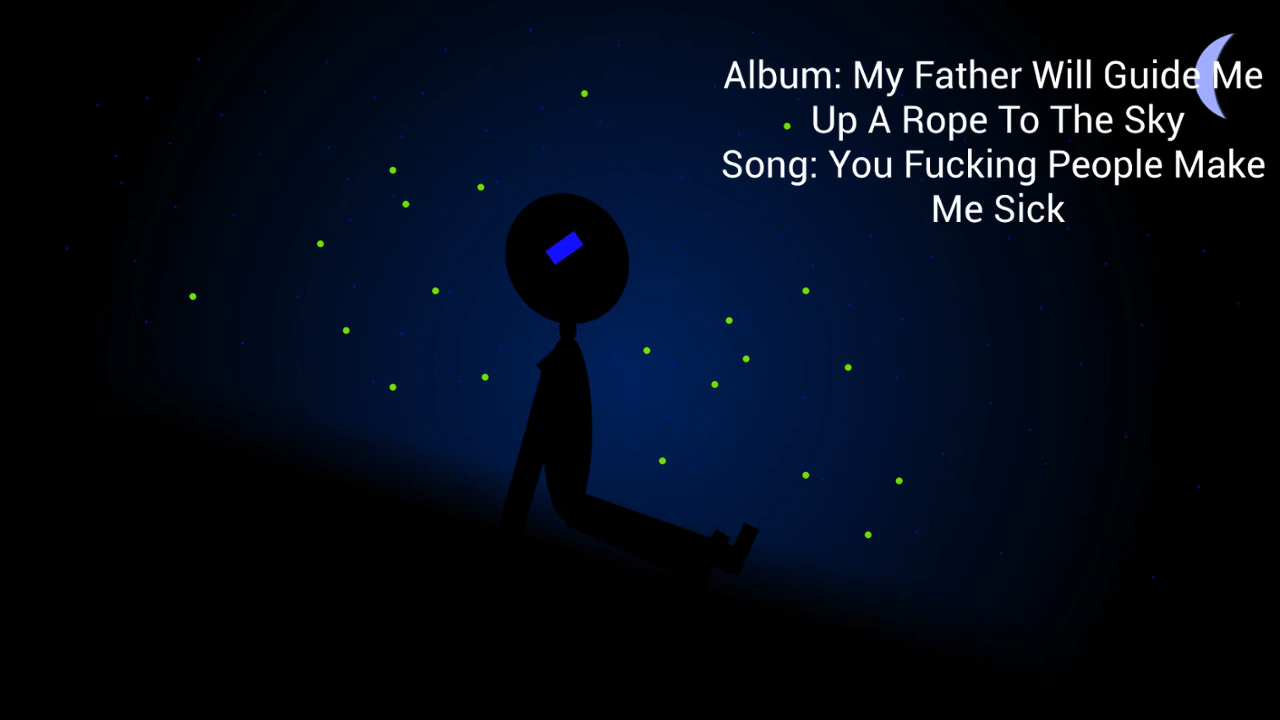 Album: My Father Will Guide Me
Up A Rope To The Sky
Song: You Fucking People Make
Me Sick